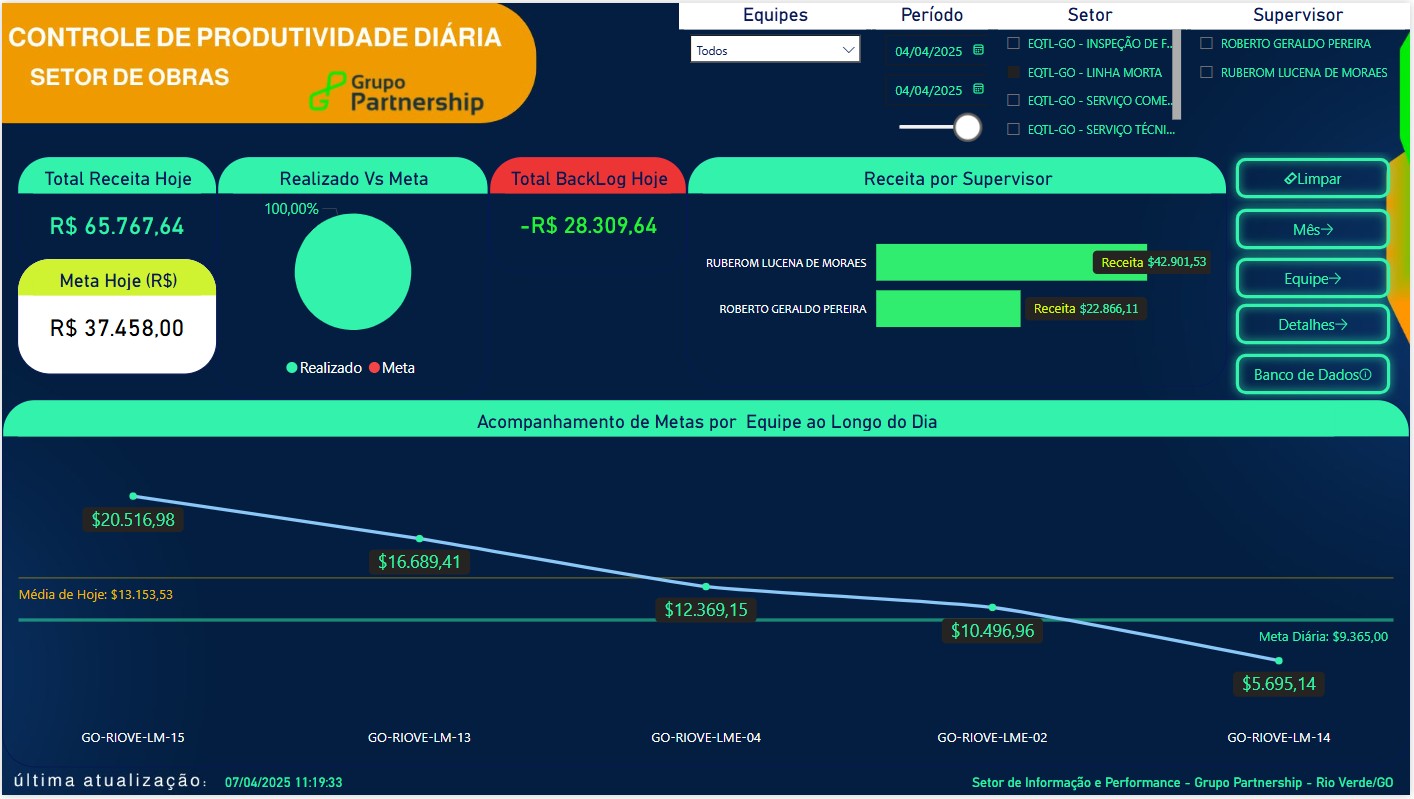 CONTROLE DE PRODUTIVIDADE DIÁRIA
SETOR DE OBRAS
Grupo
Partnership
Equipes
Todos
Período
04/04/2025
04/04/2025
Setor
EQTL-GO - INSPEÇÃO DE F...
EQTL-GO - LINHA MORTA
EQTL-GO - SERVIÇO COME...
EQTL-GO - SERVIÇO TÉCNI...
Supervisor
ROBERTO GERALDO PEREIRA
RUBEROM LUCENA DE MORAES
Total Receita Hoje
R$ 65.767,64
Meta Hoje (R$)
R$ 37.458,00
Realizado Vs Meta
100,00%
Realizado Meta
Total BackLog Hoje
-R$ 28.309,64
Receita por Supervisor
RUBEROM LUCENA DE MORAES Receita $42.901,53
ROBERTO GERALDO PEREIRA Receita $22.866,11
Limpar
Mês
Equipe
Detalhes
Banco de Dados
Acompanhamento de Metas por Equipe ao Longo do Dia
$20.516,98
$16.689,41
Média de Hoje: $13.153,53
$12.369,15
$10.496,96
Meta Diária: $9.365,00
$5.695,14
GO-RIOVE-LM-15 GO-RIOVE-LM-13 GO-RIOVE-LME-04 GO-RIOVE-LME-02 GO-RIOVE-LM-14
última atualização: 07/04/2025 11:19:33
Setor de Informação e Performance - Grupo Partnership - Rio Verde/GO